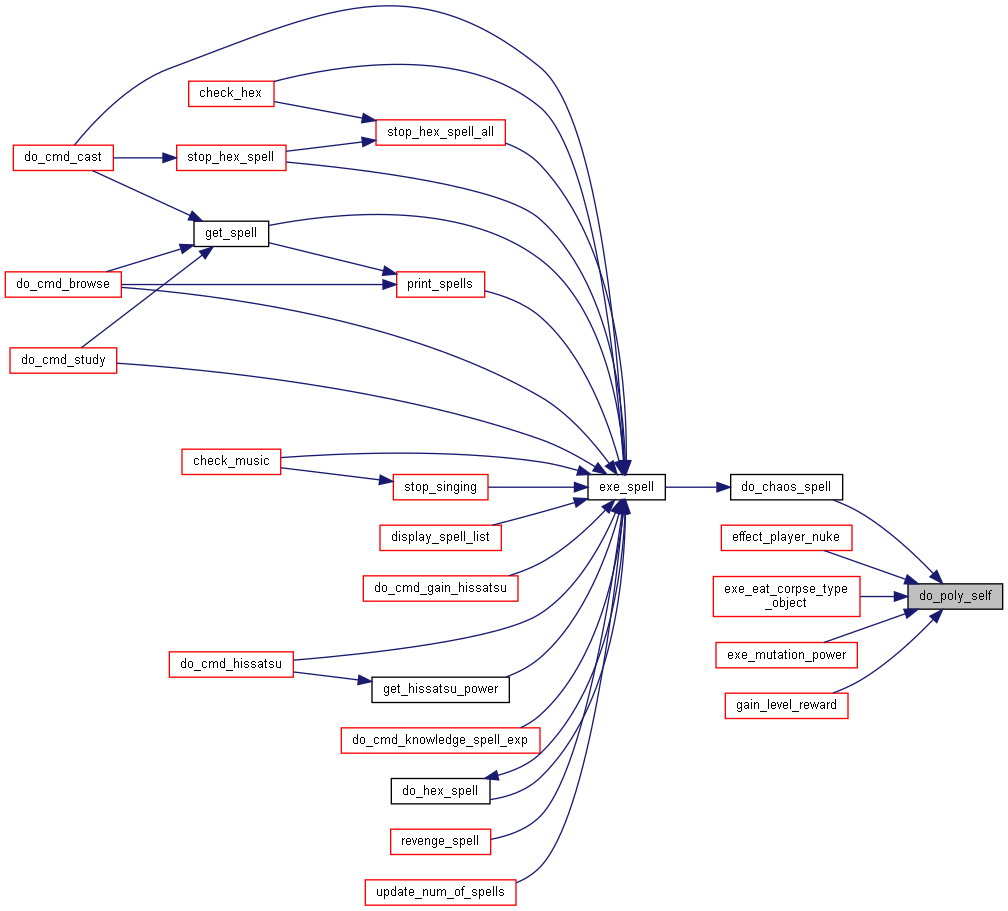 check_hex
stop_hex_spell_all
do_cmd_cast
stop_hex_spell
get_spell
do_cmd_browse
print_spells
do_cmd_study
check_music
stop_singing
exe_spell
do_chaos_spell
display_spell_list
effect_player_nuke
do_cmd_gain_hissatsu
exe_eat_corpse_type
_object
do_poly_self
do_cmd_hissatsu
exe_mutation_power
get_hissatsu_power
gain_level_reward
do_cmd_knowledge_spell_exp
do_hex_spell
revenge_spell
update_num_of_spells